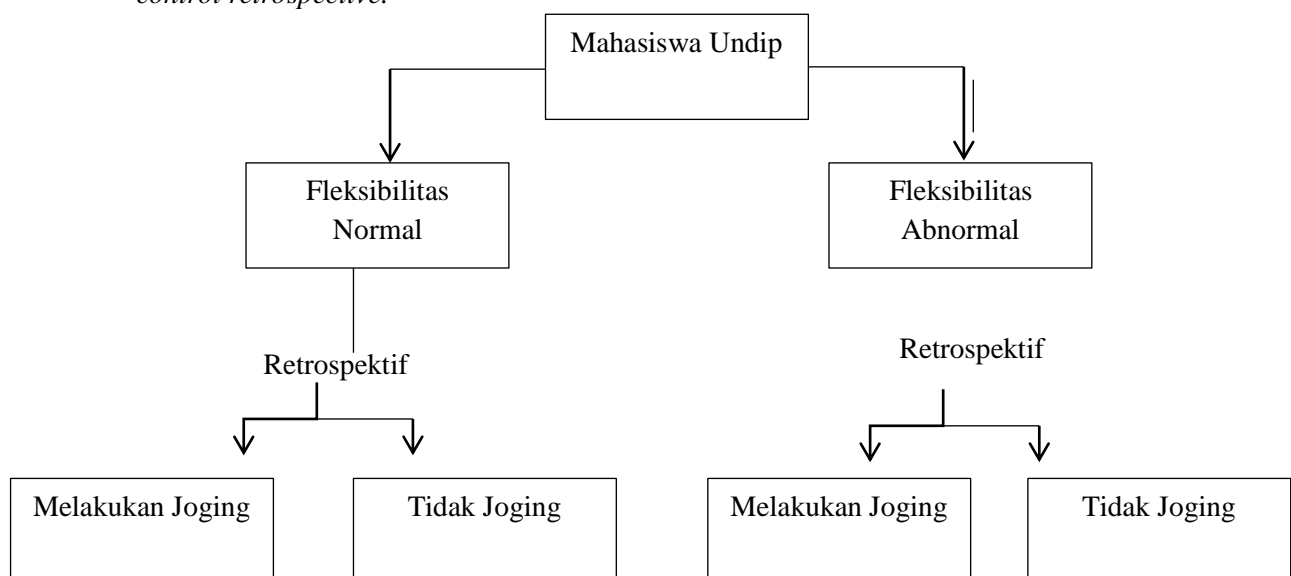 control retrospective.
Mahasiswa Undip
Fleksibilitas
Normal
Fleksibilitas
Abnormal
Retrospektif
Retrospektif
Melakukan Joging
Tidak Joging
Melakukan Joging
Tidak Joging